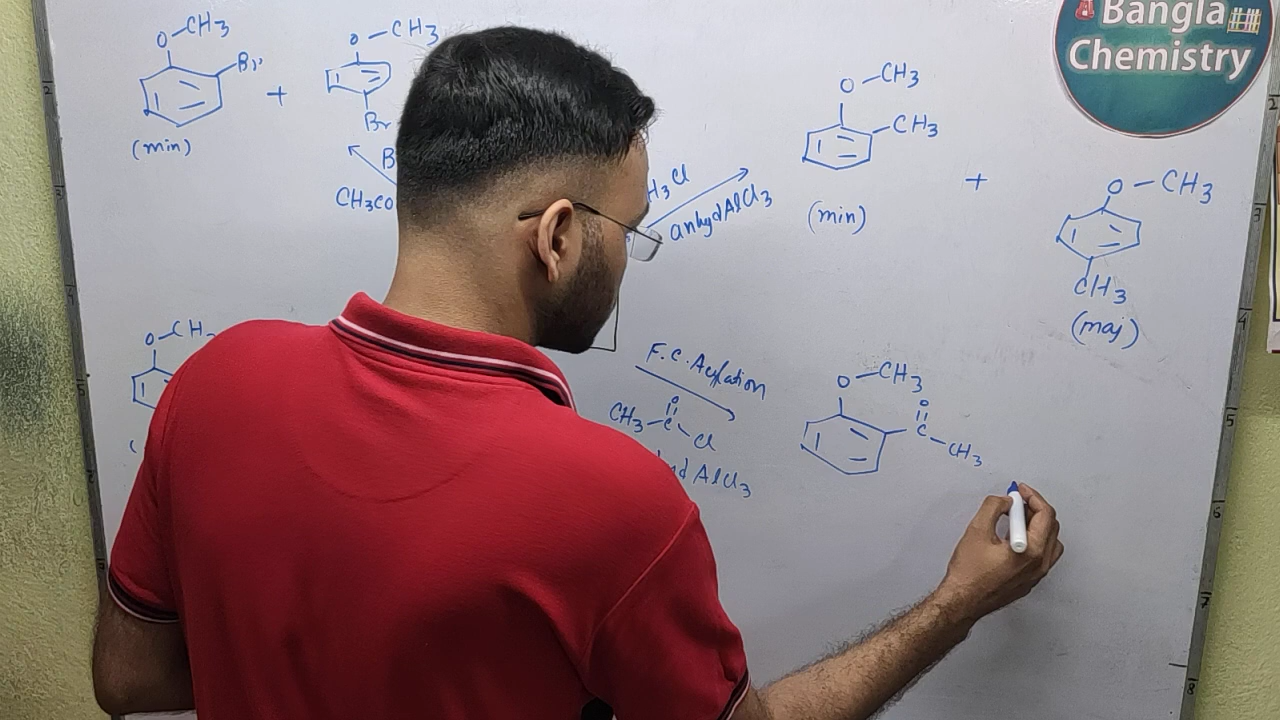 Bangla
Chemistry
O-CH3
Br
+
O-CH3
Br
(min)
CH3CO
H3Cl
anhyd AlCl3
O-CH3
CH3
(min)
+
O-CH3
CH3
(maj)
O-CH
F.C. Acylation
CH3-C-Cl
O
AlCl3
O-CH3
O
C
CH3